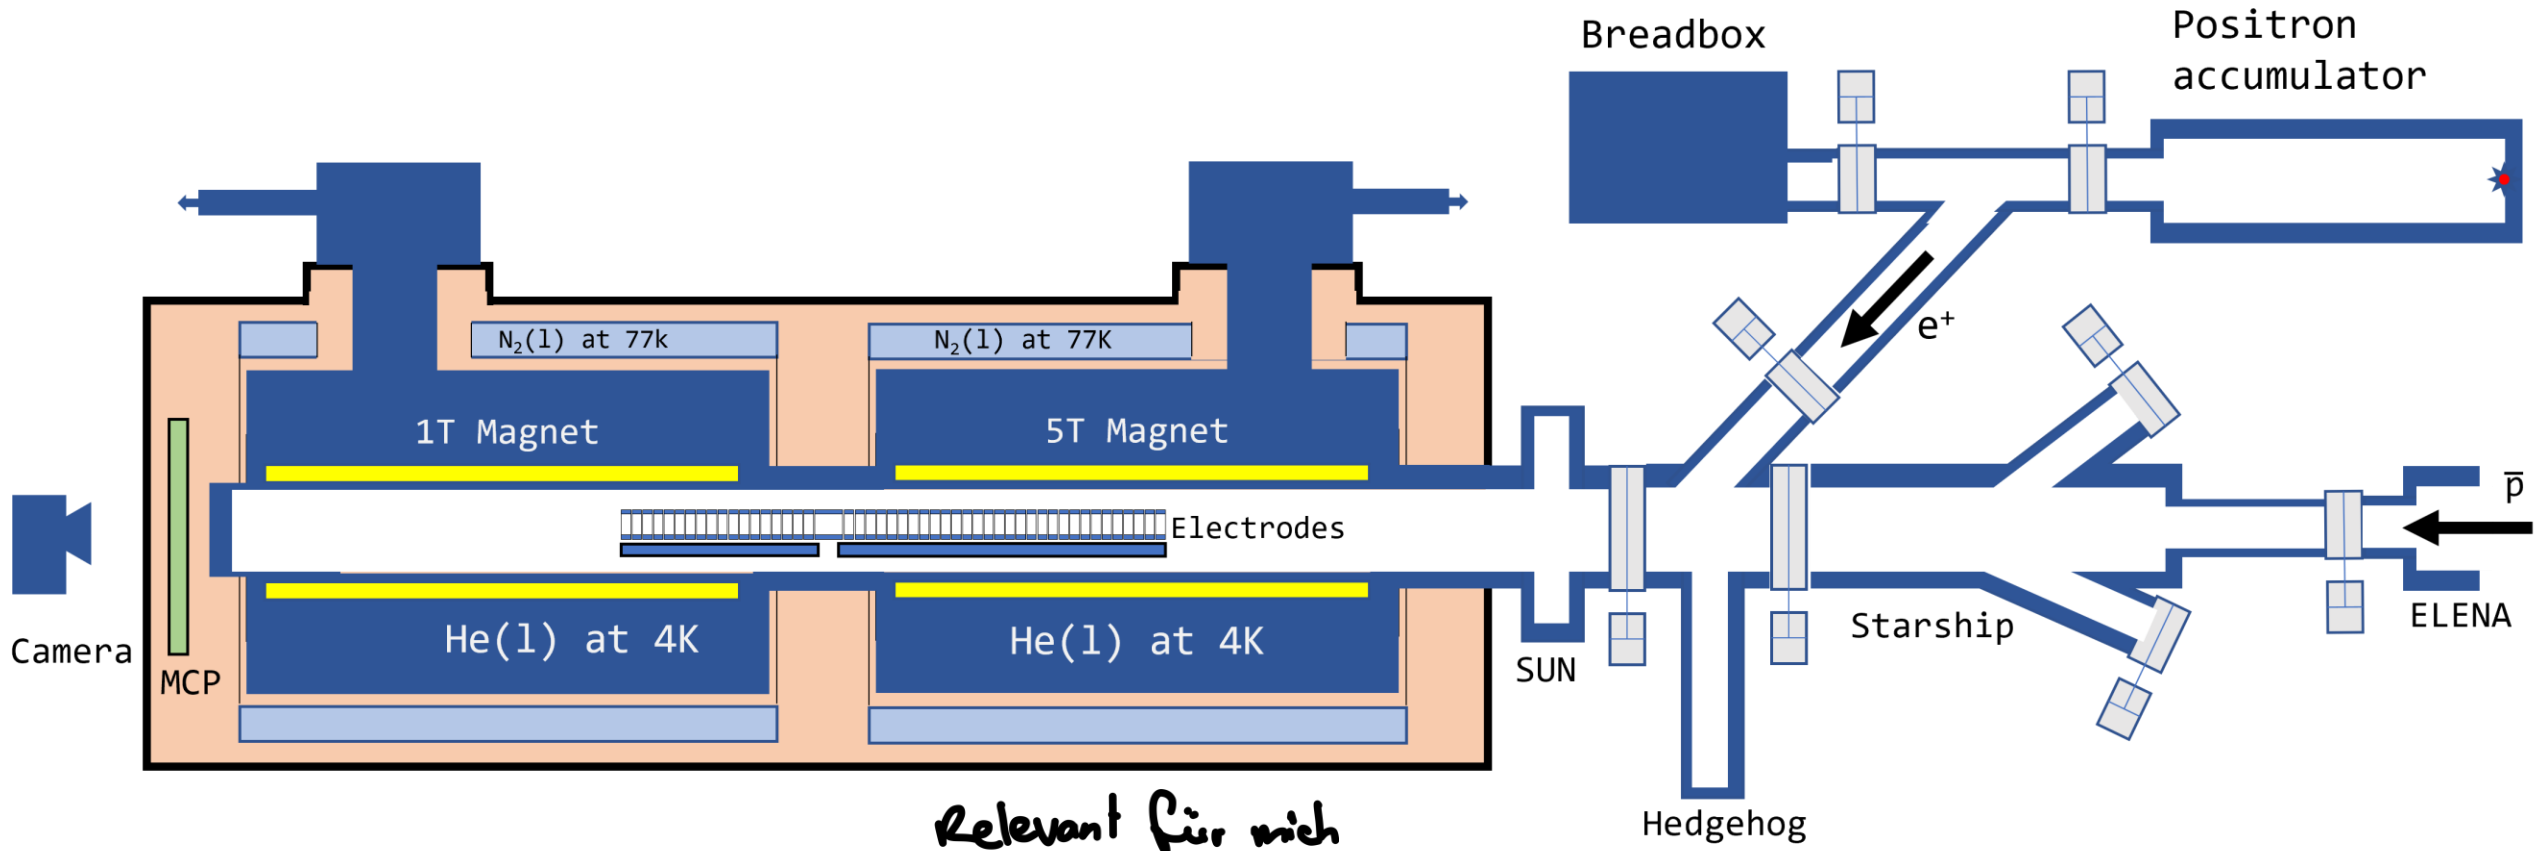 Breadbox
Positron
accumulator
N₂(l) at 77k
N₂(l) at 77K
e⁺
1T Magnet
5T Magnet
p̅
Electrodes
He(l) at 4K
He(l) at 4K
Camera
MCP
SUN
Starship
ELENA
Hedgehog
Relevant für mich